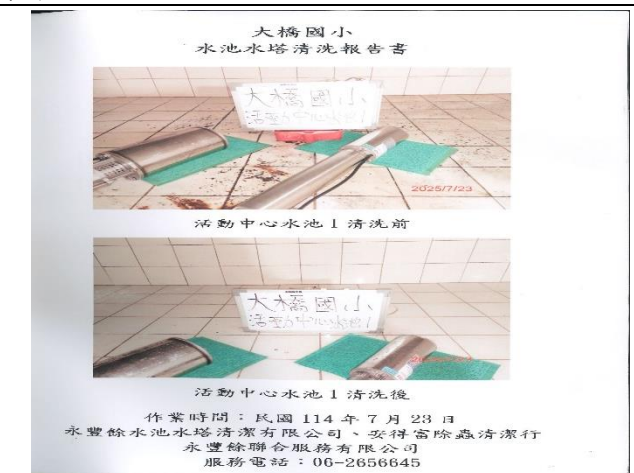 大橋國小
水池水塔清洗報告書
大橋國小
活動中心水池1
2025/7/23
活動中心水池 1 清洗前
大橋國小
活動中心水池1
活動中心水池 1 清洗後
作業時間：民國 114 年 7 月 23 日
永豐餘水池水塔清潔有限公司、安祥富除蟲清潔行
永豐餘聯合服務有限公司
服務電話：06-2656645